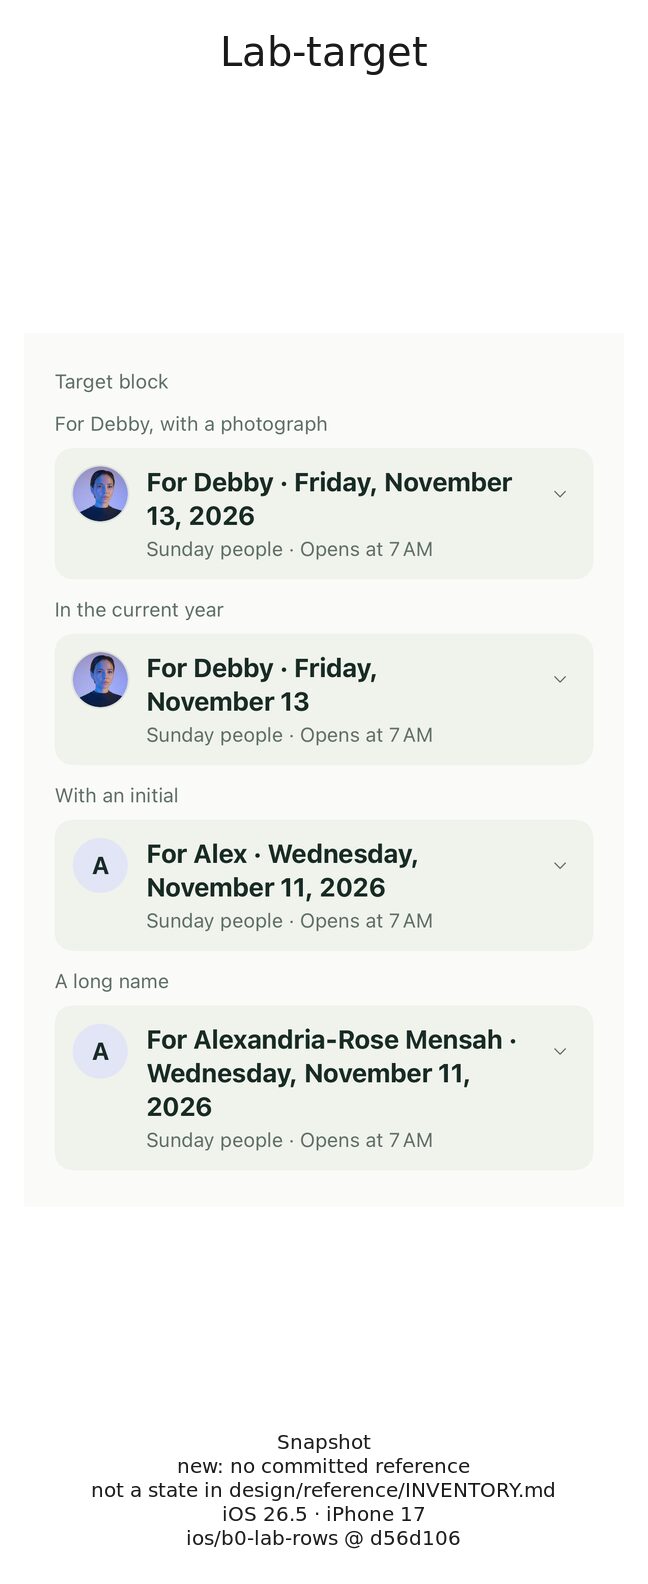 Lab-target
Target block
For Debby, with a photograph
For Debby · Friday, November
13, 2026
Sunday people · Opens at 7 AM
In the current year
For Debby · Friday,
November 13
Sunday people · Opens at 7 AM
With an initial
A
For Alex · Wednesday,
November 11, 2026
Sunday people · Opens at 7 AM
A long name
A
For Alexandria-Rose Mensah ·
Wednesday, November 11,
2026
Sunday people · Opens at 7 AM
Snapshot
new: no committed reference
not a state in design/reference/INVENTORY.md
iOS 26.5 · iPhone 17
ios/b0-lab-rows @ d56d106